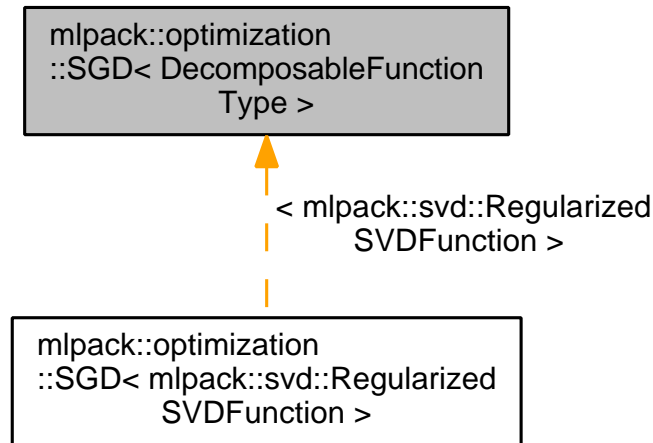 mlpack::optimization
::SGD< DecomposableFunction
Type >
< mlpack::svd::Regularized
SVDFunction >
mlpack::optimization
::SGD< mlpack::svd::Regularized
SVDFunction >